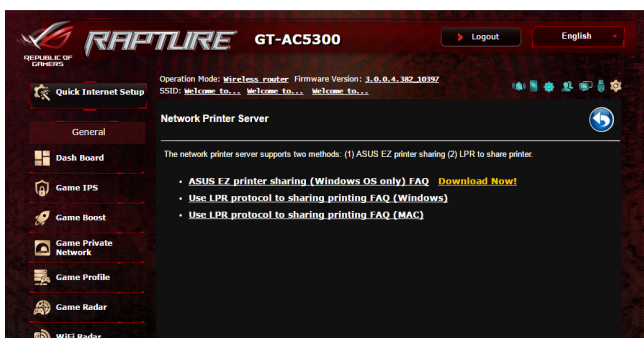 REPUBLIC OF
GAMERS
RAPTURE
GT-AC5300
Logout
English
Operation Mode: Wireless router Firmware Version: 3.0.0.4.382_10397
SSID: Welcome to... Welcome to... Welcome to...
Quick Internet Setup
General
Dash Board
Game IPS
Game Boost
Game Private
Network
Game Profile
Game Radar
WiFi Radar
Network Printer Server
The network printer server supports two methods: (1) ASUS EZ printer sharing (2) LPR to share printer.
ASUS EZ printer sharing (Windows OS only) FAQ Download Now!
Use LPR protocol to sharing printing FAQ (Windows)
Use LPR protocol to sharing printing FAQ (MAC)